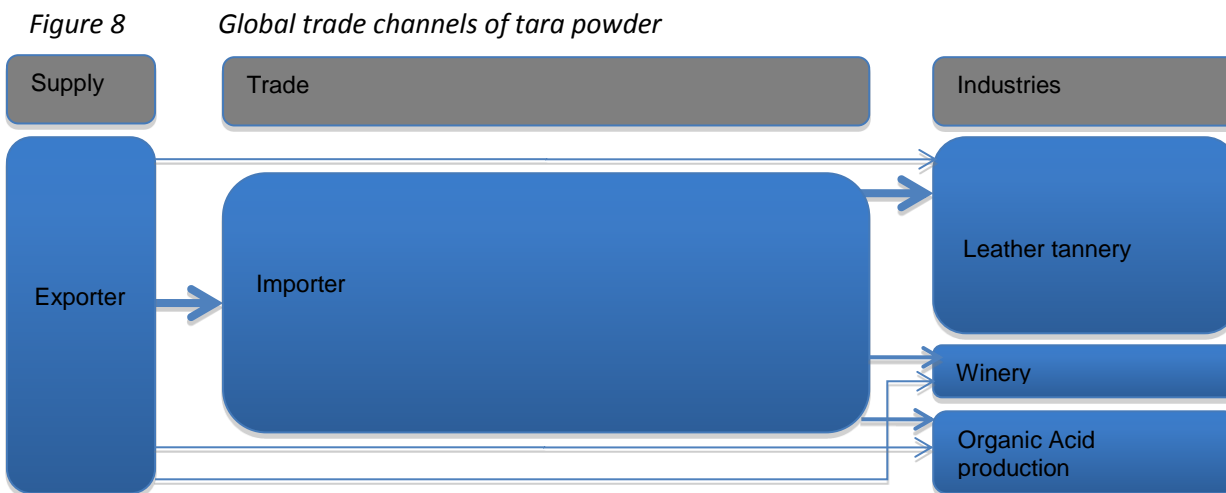 Figure 8 Global trade channels of tara powder
Supply
Trade
Industries
Exporter
Importer
Leather tannery
Winery
Organic Acid
production